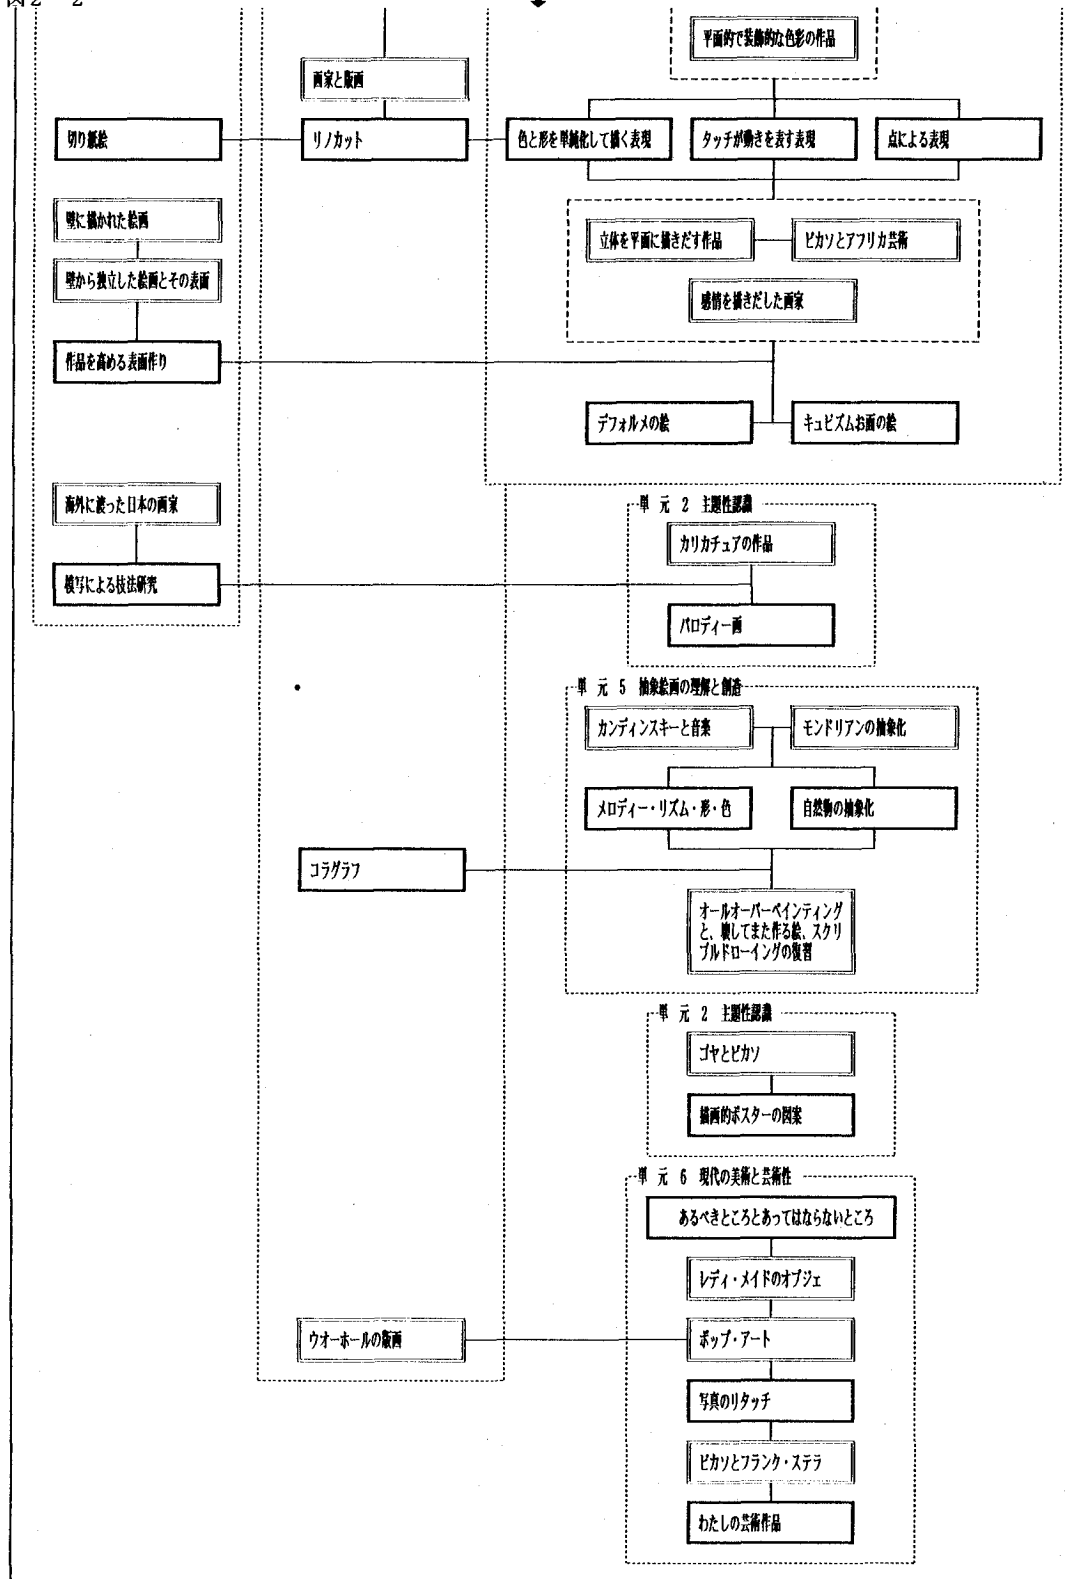 図2－2
平面的で装飾的な色彩の作品
画家と版画
切り紙絵
リノカット
色と形を単純化して描く表現
タッチが動きを表す表現
点による表現
壁に描かれた絵画
立体を平面に描きだす作品
ピカソとアフリカ芸術
壁から独立した絵画とその表面
感情を描きだした画家
作品を高める表面作り
デフォルメの絵
キュビズムお面の絵
海外に渡った日本の画家
単 元 2 主題性認識
カリカチュアの作品
模写による技法研究
パロディー画
単 元 5 抽象絵画の理解と創造
カンディンスキーと音楽
モンドリアンの抽象化
メロディー・リズム・形・色
自然物の抽象化
コラグラフ
オールオーバーペインティング
と、壊してまた作る絵、スクリ
ブルドローイングの復習
単 元 2 主題性認識
ゴヤとピカソ
描画的ポスターの図案
単 元 6 現代の美術と芸術性
あるべきところとあってはならないところ
レディ・メイドのオブジェ
ウオーホールの版画
ポップ・アート
写真のリタッチ
ピカソとフランク・ステラ
わたしの芸術作品